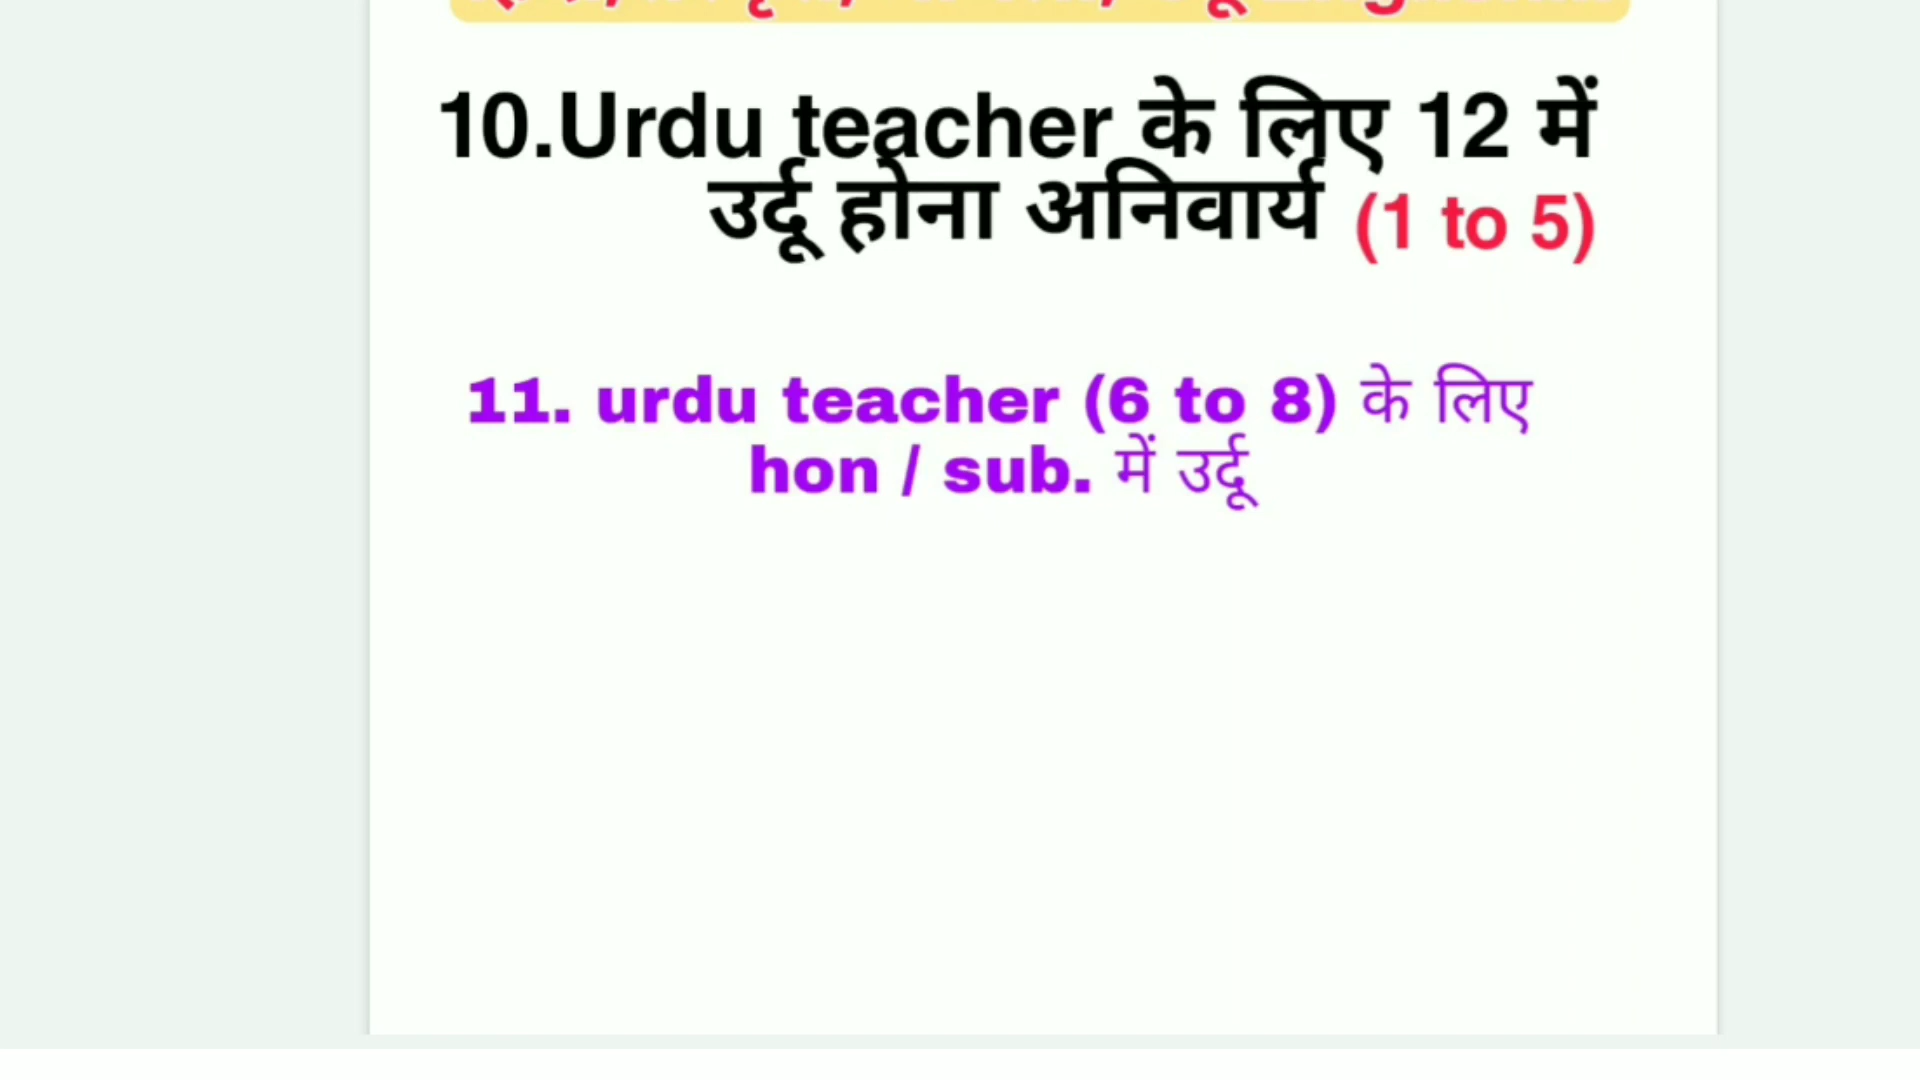 10.Urdu teacher के लिए 12 में
उर्दू होना अनिवार्य (1 to 5)
11. urdu teacher (6 to 8) के लिए
hon / sub. में उर्दू